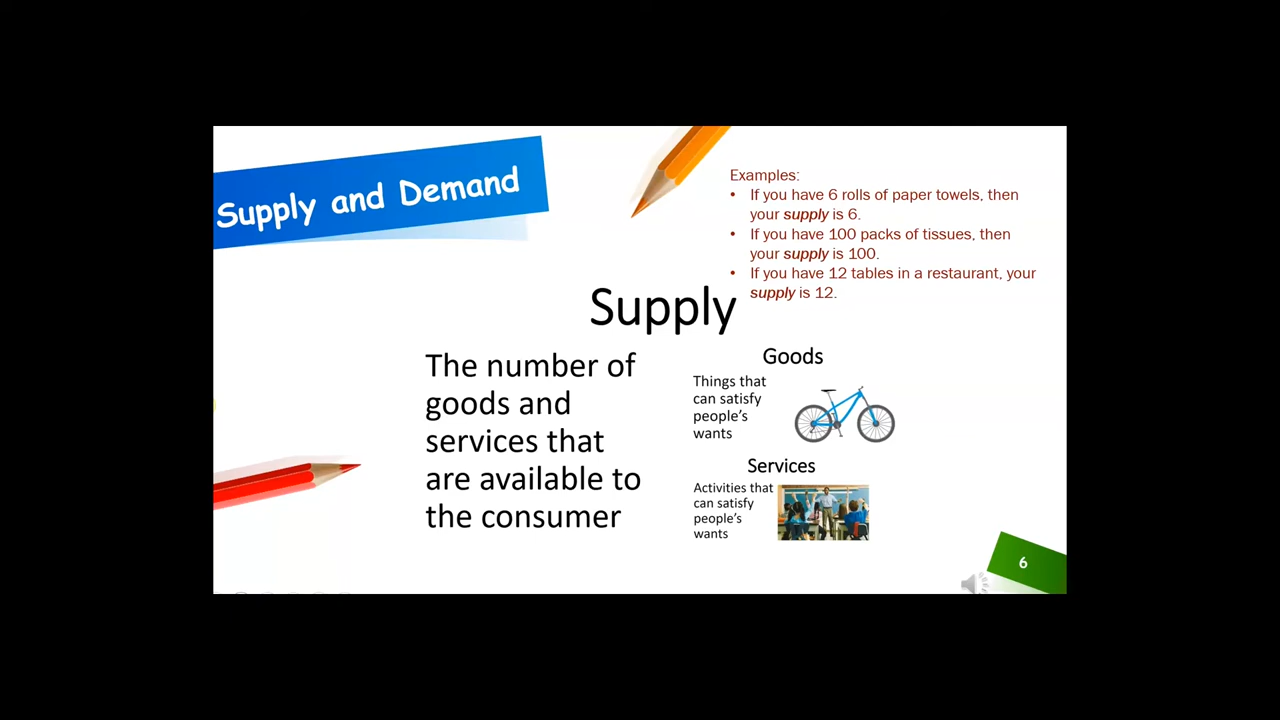 Supply and Demand
Examples:
• If you have 6 rolls of paper towels, then
your supply is 6.
• If you have 100 packs of tissues, then
your supply is 100.
• If you have 12 tables in a restaurant, your
supply is 12.
Supply
The number of
goods and
services that
are available to
the consumer
Goods
Things that
can satisfy
people’s
wants
Services
Activities that
can satisfy
people’s
wants
6